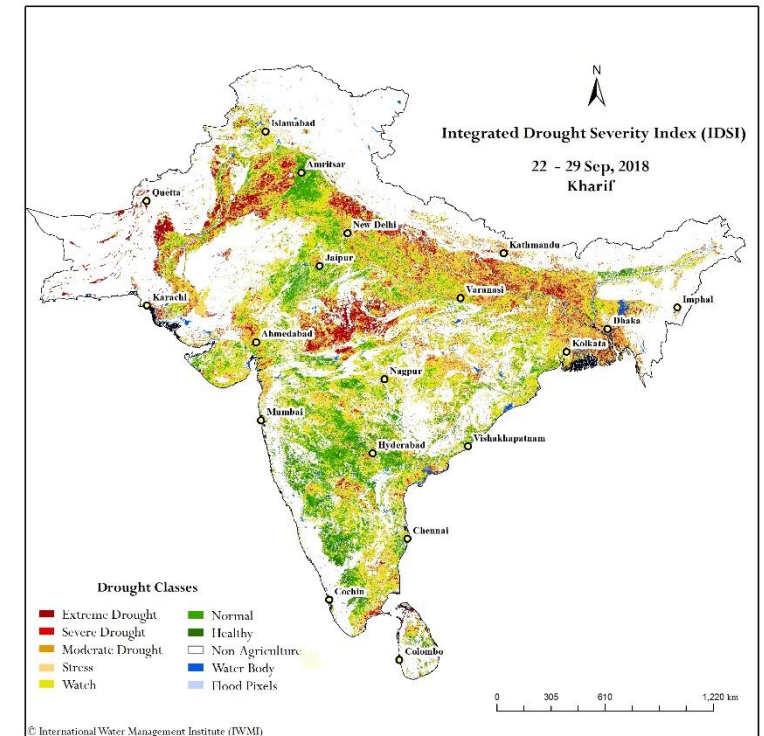 N
Integrated Drought Severity Index (IDSI)
22 - 29 Sep, 2018
Kharif
Islamabad
Amritsar
Quetta
New Delhi
Kathmandu
Jaipur
Karachi
Varanasi
Imphal
Dhaka
Ahmedabad
Kolkata
Nagpur
Mumbai
Hyderabad
Vishakhapatnam
Chennai
Cochin
Colombo
Drought Classes
Extreme Drought
Severe Drought
Moderate Drought
Stress
Watch
Normal
Healthy
Non-Agriculture
Water Body
Flood Pixels
0 305 610 1,220 km
© International Water Management Institute (IWMI)